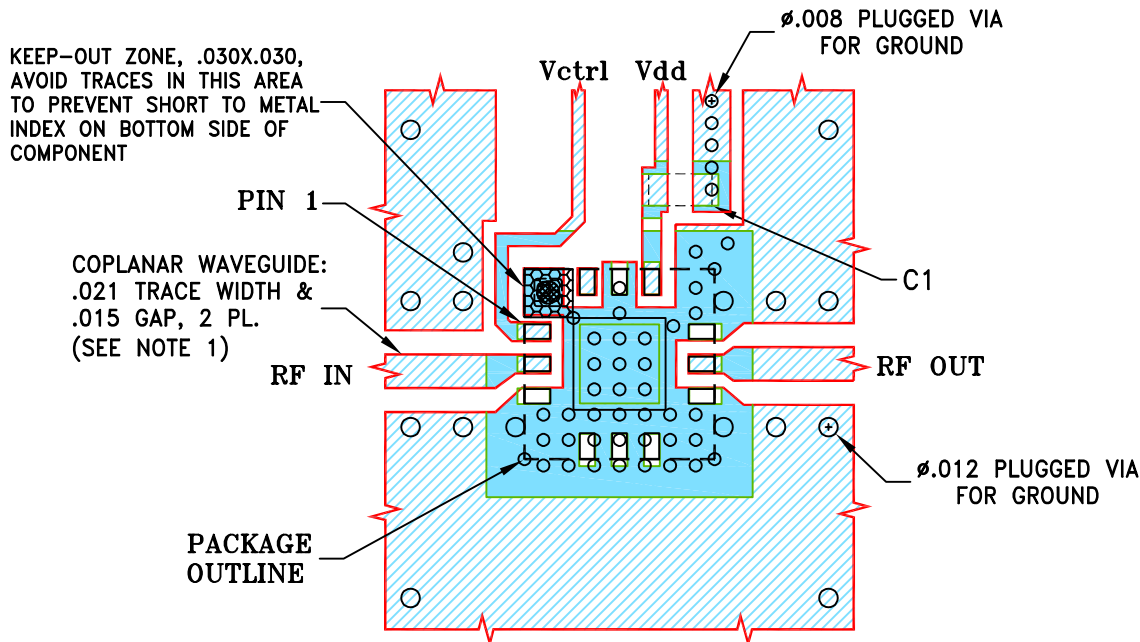 ø.008 PLUGGED VIA
FOR GROUND
KEEP-OUT ZONE, .030X.030,
AVOID TRACES IN THIS AREA
TO PREVENT SHORT TO METAL
INDEX ON BOTTOM SIDE OF
COMPONENT
Vctrl
Vdd
PIN 1
COPLANAR WAVEGUIDE:
.021 TRACE WIDTH &
.015 GAP, 2 PL.
(SEE NOTE 1)
C1
RF IN
RF OUT
ø.012 PLUGGED VIA
FOR GROUND
PACKAGE
OUTLINE